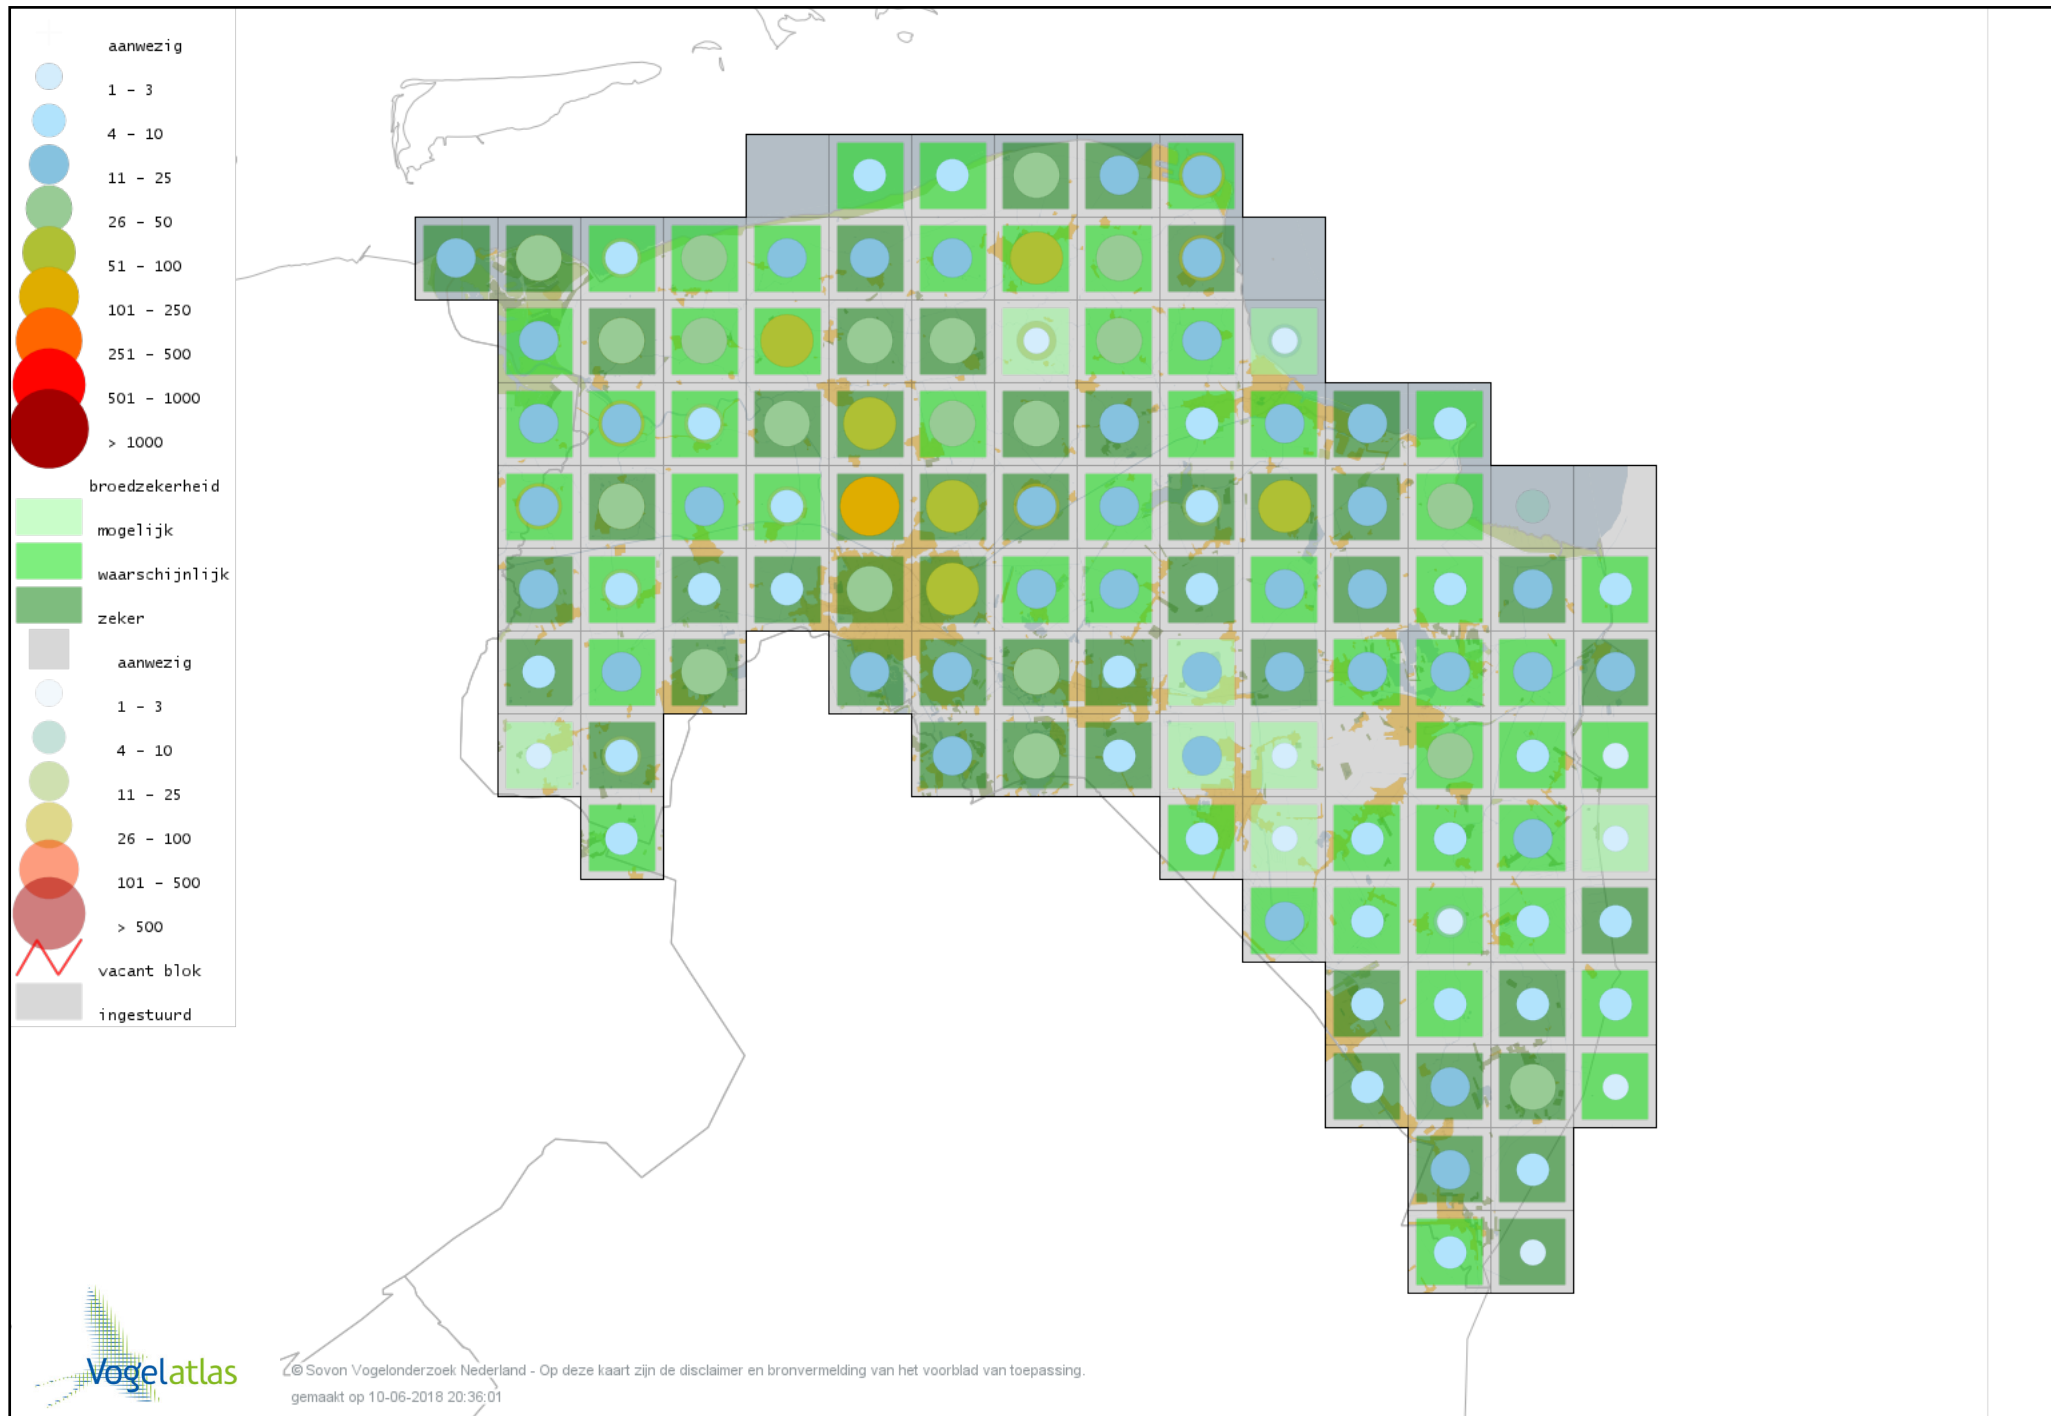 aanwezig
1 - 3
4 - 10
11 - 25
26 - 50
51 - 100
101 - 250
251 - 500
501 - 1000
> 1000
broedzekerheid
mogelijk
waarschijnlijk
zeker
aanwezig
1 - 3
4 - 10
11 - 25
26 - 100
101 - 500
> 500
vacant blok
ingestuurd
Vogelatlas
© Sovon Vogelonderzoek Nederland - Op deze kaart zijn de disclaimer en bronvermelding van het voorblad van toepassing.
gemaakt op 10-06-2018 20:36:01